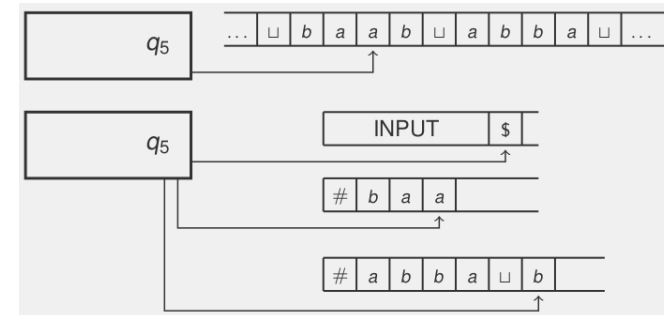 q5 ... ⊔ b a a b ⊔ a b b a ⊔ ...
q5 INPUT $
# b a a
# a b b a ⊔ b